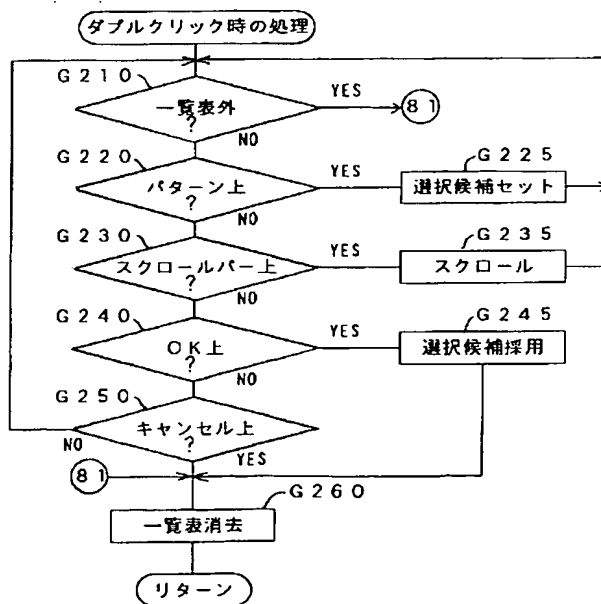 ダブルクリック時の処理
G210
一覧表外
?
YES
81
NO
G220
パターン上
?
YES
G225
選択候補セット
NO
G230
スクロールバー上
?
YES
G235
スクロール
NO
G240
OK上
?
YES
G245
選択候補採用
NO
G250
キャンセル上
?
NO
YES
81
G260
一覧表消去
リターン